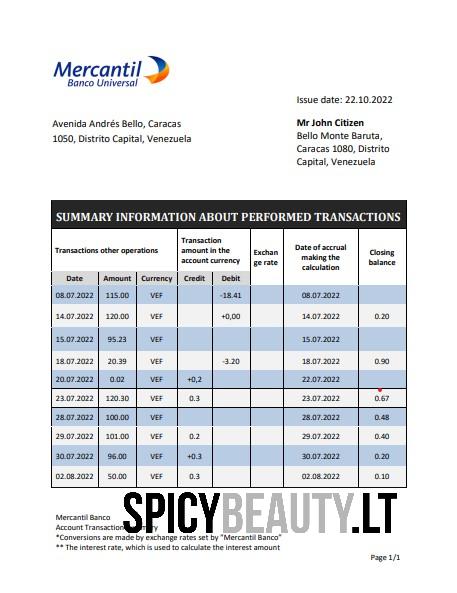 Mercantil
Banco Universal
Issue date: 22.10.2022
Avenida Andrés Bello, Caracas
1050, Distrito Capital, Venezuela
Mr John Citizen
Bello Monte Baruta,
Caracas 1080, Distrito
Capital, Venezuela
SUMMARY INFORMATION ABOUT PERFORMED TRANSACTIONS
Transactions other operations
Transaction amount in the account currency
Exchan ge rate
Date of accrual making the calculation
Closing balance
Date Amount Currency Credit Debit
08.07.2022 115.00 VEF -18.41 08.07.2022
14.07.2022 120.00 VEF +0,00 14.07.2022 0.20
15.07.2022 95.23 VEF 15.07.2022
18.07.2022 20.39 VEF -3.20 18.07.2022 0.90
20.07.2022 0.02 VEF +0,2 22.07.2022
23.07.2022 120.30 VEF 0.3 23.07.2022 0.67
28.07.2022 100.00 VEF 28.07.2022 0.48
29.07.2022 101.00 VEF 0.2 29.07.2022 0.40
30.07.2022 96.00 VEF +0.3 30.07.2022 0.20
02.08.2022 50.00 VEF 0.3 02.08.2022 0.10
SPICYBEAUTY.LT
Mercantil Banco
Account Transaction
*Conversions are made by exchange rates set by "Mercantil Banco"
** The interest rate, which is used to calculate the interest amount
Page 1/1